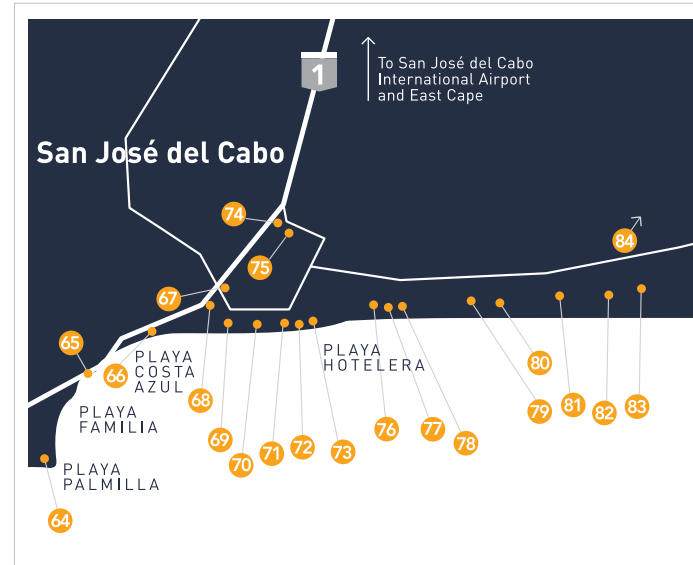 1
To San José del Cabo
International Airport
and East Cape
San José del Cabo
74
84
75
67
65
66
PLAYA
COSTA
AZUL
PLAYA
HOTELERA
80
68
79
81
82
83
PLAYA
FAMILIA
69
70
71
72
73
76
77
78
PLAYA
PALMILLA
64